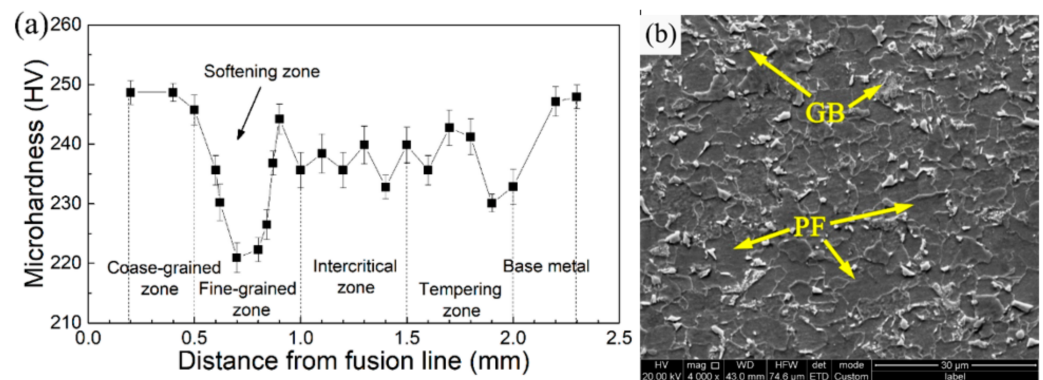 (a)
260
250
240
230
220
210
Microhardness (HV)
Softening zone
Coase-grained
zone
Fine-grained
zone
Intercritical
zone
Tempering
zone
Base metal
0.0 0.5 1.0 1.5 2.0 2.5
Distance from fusion line (mm)
(b)
GB
PF
HV mag □ WD HFW det mode 30 µm
20.00 kV 4 000 x 43.0 mm 74.6 µm ETD Custom label